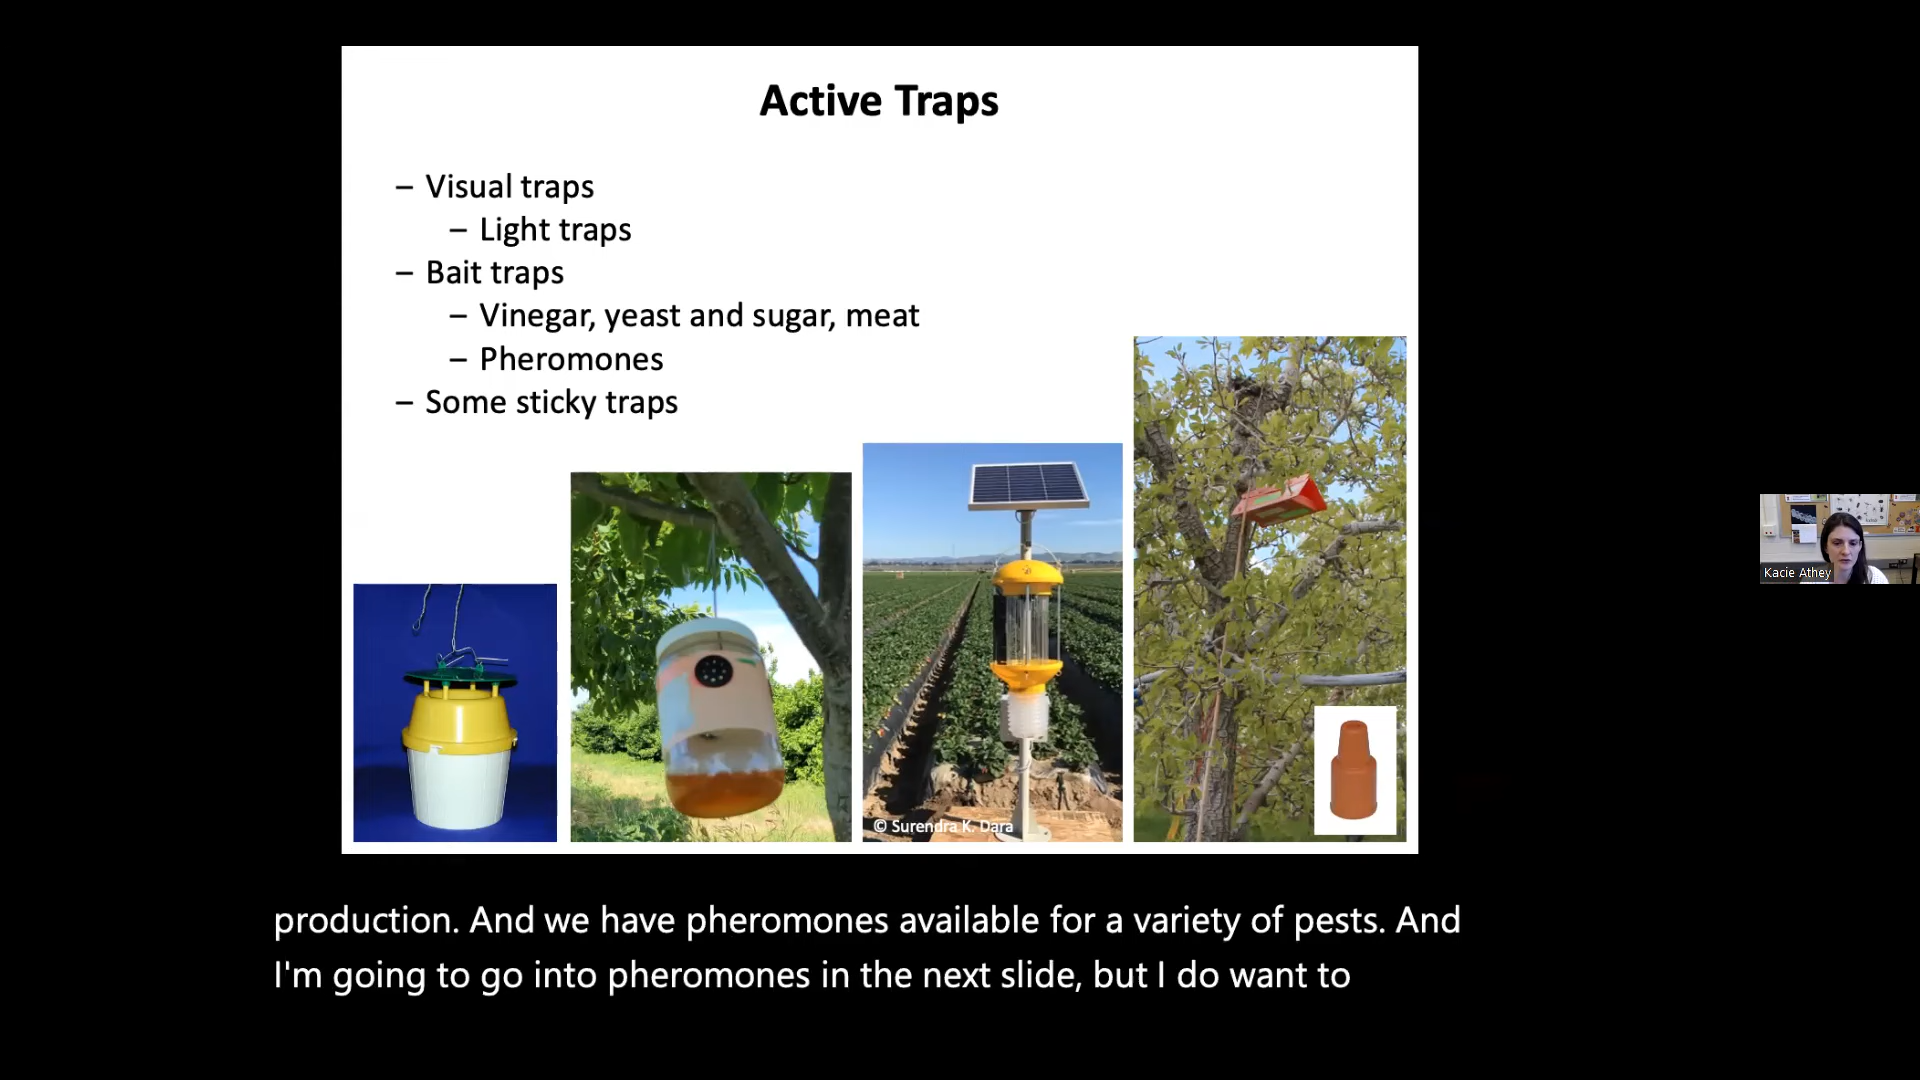 Active Traps
– Visual traps
– Light traps
– Bait traps
– Vinegar, yeast and sugar, meat
– Pheromones
– Some sticky traps
© Surendra K. Dara
Kacie Athey
production. And we have pheromones available for a variety of pests. And
I'm going to go into pheromones in the next slide, but I do want to